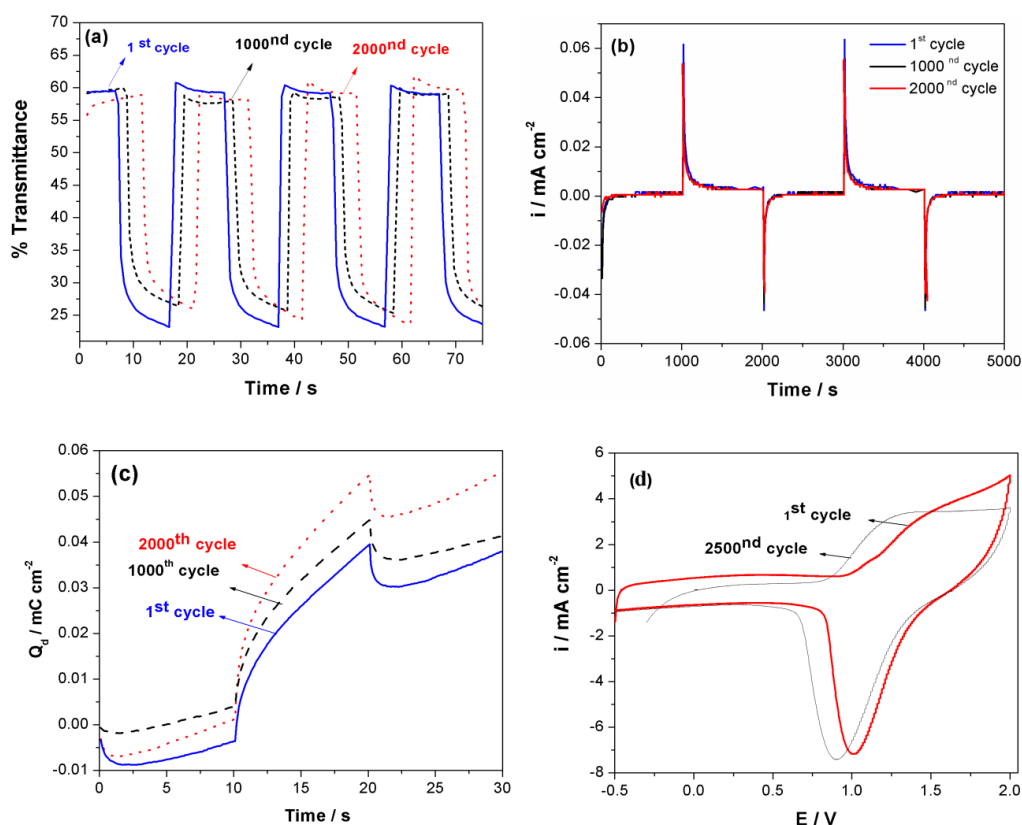 (a)
1 st cycle
1000nd cycle
2000nd cycle
% Transmittance
70
65
60
55
50
45
40
35
30
25
0 10 20 30 40 50 60 70
Time / s
(b)
1st cycle
1000 nd cycle
2000 nd cycle
i / mA cm-2
0.06
0.04
0.02
0.00
-0.02
-0.04
-0.06
0 1000 2000 3000 4000 5000
Time / s
(c)
2000th cycle
1000th cycle
1st cycle
Qd / mC cm-2
0.06
0.05
0.04
0.03
0.02
0.01
0.00
-0.01
0 5 10 15 20 25 30
Time / s
(d)
1st cycle
2500nd cycle
i / mA cm-2
6
4
2
0
-2
-4
-6
-8
-0.5 0.0 0.5 1.0 1.5 2.0
E / V